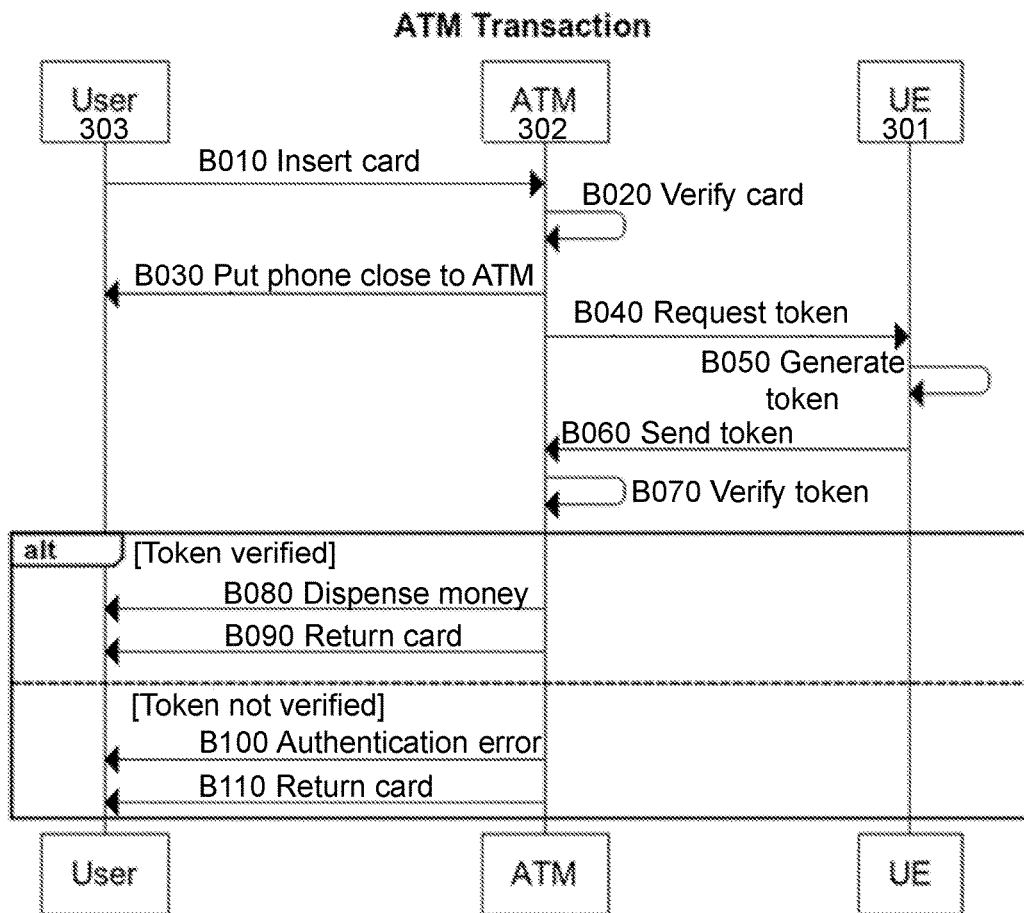 ATM Transaction
User
303
ATM
302
UE
301
B010 Insert card
B020 Verify card
B030 Put phone close to ATM
B040 Request token
B050 Generate
token
B060 Send token
B070 Verify token
alt
[Token verified]
B080 Dispense money
B090 Return card
[Token not verified]
B100 Authentication error
B110 Return card
User
ATM
UE